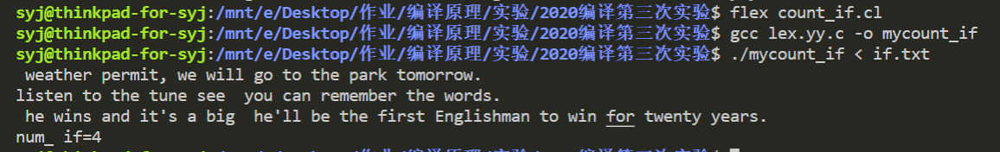 syj@thinkpad-for-syj:/mnt/e/Desktop/作业/编译原理/实验/2020编译第三次实验$ flex count_if.cl
syj@thinkpad-for-syj:/mnt/e/Desktop/作业/编译原理/实验/2020编译第三次实验$ gcc lex.yy.c -o mycount_if
syj@thinkpad-for-syj:/mnt/e/Desktop/作业/编译原理/实验/2020编译第三次实验$ ./mycount_if < if.txt
 weather permit, we will go to the park tomorrow.
listen to the tune see  you can remember the words.
 he wins and it's a big  he'll be the first Englishman to win for twenty years.
num_ if=4